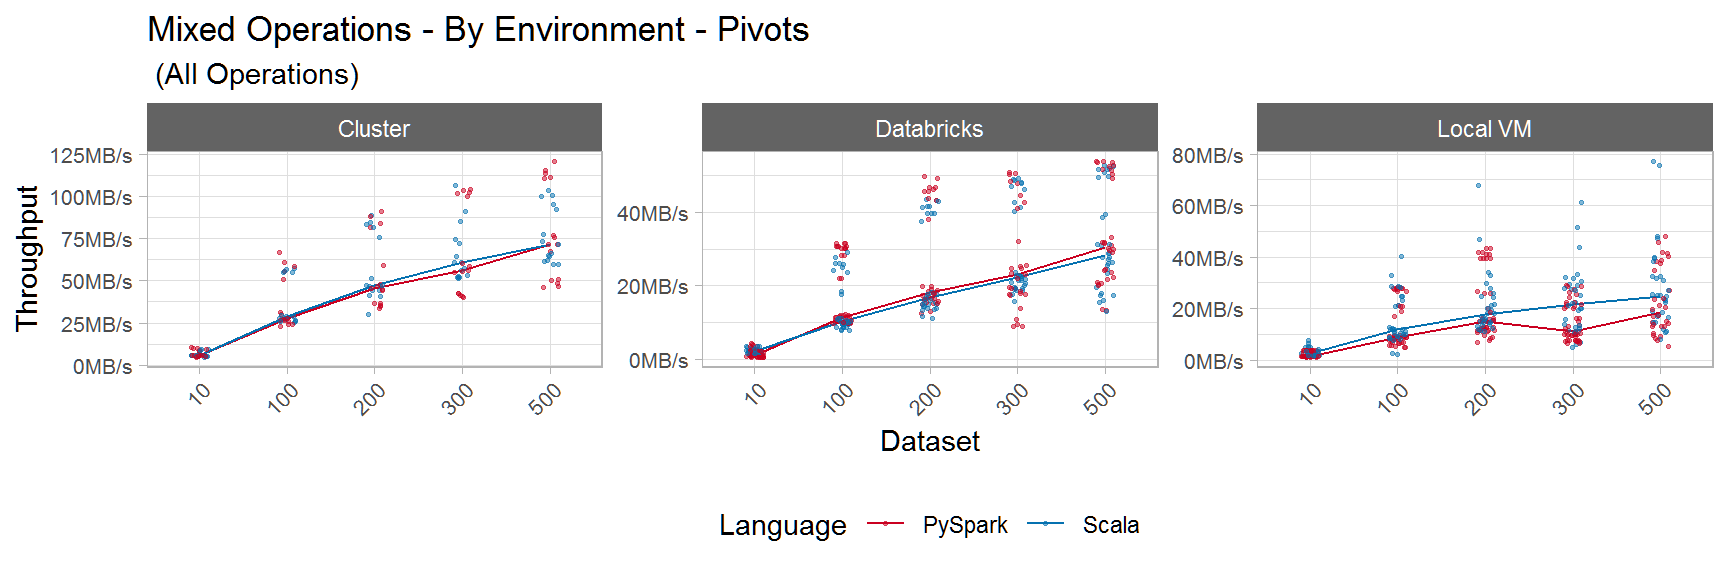 Mixed Operations - By Environment - Pivots
(All Operations)
Cluster
Databricks
Local VM
Throughput
125MB/s
100MB/s
75MB/s
50MB/s
25MB/s
0MB/s
10 100 200 300 500
40MB/s
20MB/s
0MB/s
10 100 200 300 500
80MB/s
60MB/s
40MB/s
20MB/s
0MB/s
10 100 200 300 500
Dataset
Language PySpark Scala